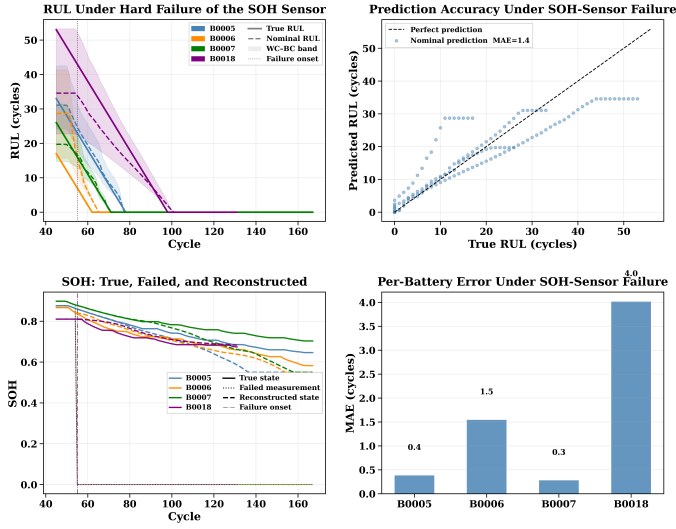 RUL Under Hard Failure of the SOH Sensor
B0005
B0006
B0007
B0018
True RUL
Nominal RUL
WC-BC band
Failure onset
RUL (cycles)
50
40
30
20
10
0
40 60 80 100 120 140 160
Cycle
Prediction Accuracy Under SOH-Sensor Failure
Perfect prediction
Nominal prediction MAE=1.4
Predicted RUL (cycles)
60
50
40
30
20
10
0
0 10 20 30 40 50
True RUL (cycles)
SOH: True, Failed, and Reconstructed
B0005
B0006
B0007
B0018
True state
Failed measurement
Reconstructed state
Failure onset
SOH
0.8
0.6
0.4
0.2
0.0
40 60 80 100 120 140 160
Cycle
Per-Battery Error Under SOH-Sensor Failure
4.0
1.5
0.4
0.3
MAE (cycles)
4.0
3.5
3.0
2.5
2.0
1.5
1.0
0.5
0.0
B0005 B0006 B0007 B0018